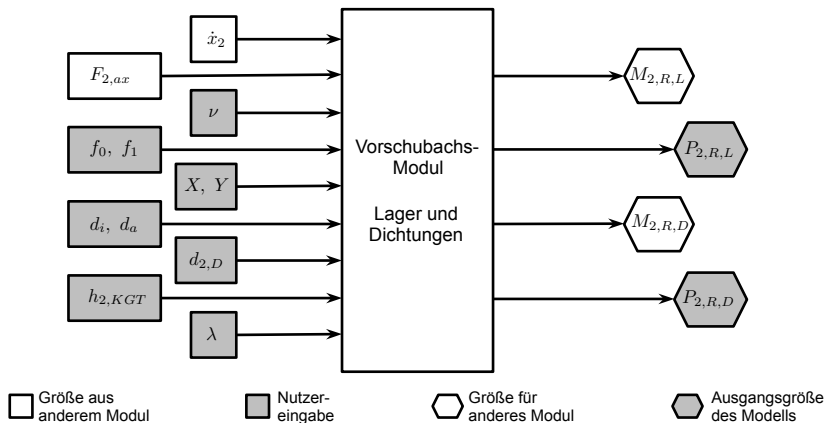 ẋ₂
F₂,ₐₓ
ν
f₀, f₁
X, Y
dᵢ, dₐ
d₂,D
h₂,KGT
λ
Vorschubachs-
Modul
Lager und
Dichtungen
M₂,R,L
P₂,R,L
M₂,R,D
P₂,R,D
Größe aus
anderem Modul
Nutzer-
eingabe
Größe für
anderes Modul
Ausgangsgröße
des Modells